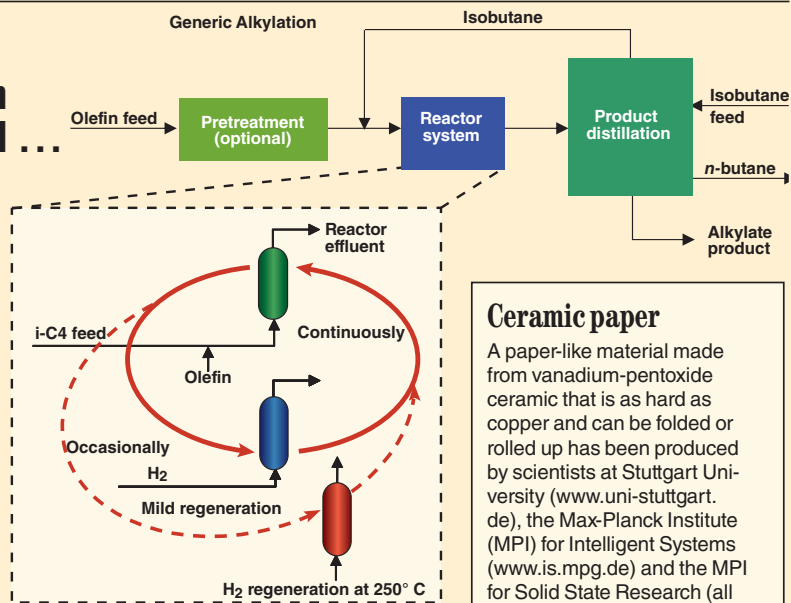 Generic Alkylation
Isobutane
Olefin feed
Pretreatment
(optional)
Reactor
system
Product
distillation
Isobutane
feed
n-butane
Alkylate
product
Reactor
effluent
i-C4 feed
Continuously
Olefin
Occasionally
H2
Mild regeneration
H2 regeneration at 250° C
Ceramic paper
A paper-like material made
from vanadium-pentoxide
ceramic that is as hard as
copper and can be folded or
rolled up has been produced
by scientists at Stuttgart Uni-
versity (www.uni-stuttgart.
de), the Max-Planck Institute
(MPI) for Intelligent Systems
(www.is.mpg.de) and the MPI
for Solid State Research (all